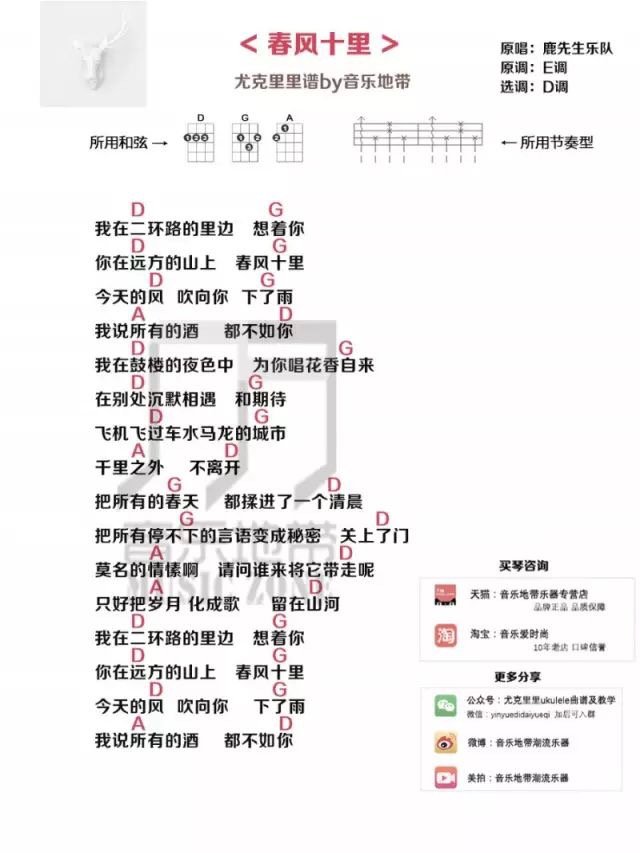 < 春风十里 >
尤克里里谱by音乐地带
原唱：鹿先生乐队
原调：E调
选调：D调
所用和弦→
D G A
1 2 3
1 2
3
1
2
←所用节奏型
D G
我在二环路的里边 想着你
D G
你在远方的山上 春风十里
D G
今天的风 吹向你 下了雨
A D
我说所有的酒 都不如你
D G
我在鼓楼的夜色中 为你唱花香自来
D G
在别处沉默相遇 和期待
D G
飞机飞过车水马龙的城市
A D
千里之外 不离开
G D
把所有的春天 都揉进了一个清晨
G D
把所有停不下的言语变成秘密 关上了门
A D
莫名的情愫啊 请问谁来将它带走呢
A D
只好把岁月 化成歌 留在山河
D G
我在二环路的里边 想着你
D G
你在远方的山上 春风十里
D G
今天的风 吹向你 下了雨
A D
我说所有的酒 都不如你
音乐地带
MUSIC ZONE
买琴咨询
天猫：音乐地带乐器专营店
品牌正品 品质保障
淘
淘宝：音乐爱时尚
10年老店 口碑信誉
更多分享
公众号：尤克里里ukulele曲谱及教学
微信：yinyuedidaiyueqi 加后可入群
微博：音乐地带潮流乐器
美拍：音乐地带潮流乐器